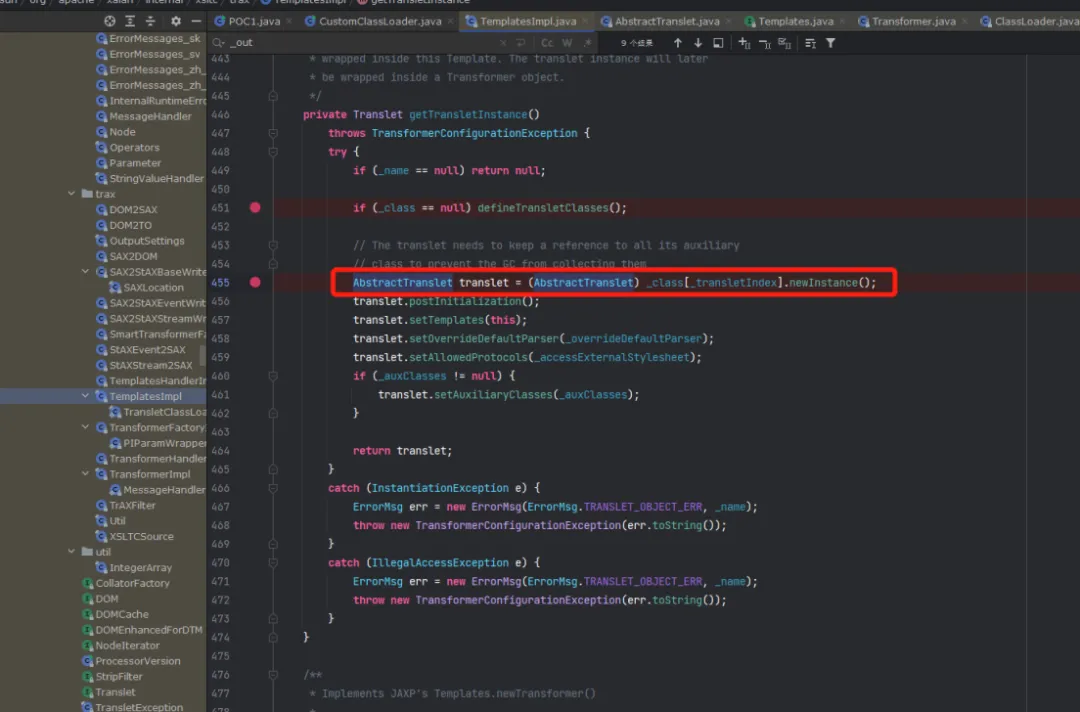 sun org apache xalan internal xsltc trax TemplatesImpl getTransletInstance
POC1.java × CustomClassLoader.java × TemplatesImpl.java × AbstractTranslet.java × Templates.java × Transformer.java × ClassLoader.java
_out × Cc W .* 9 个结果
ErrorMessages_sk
ErrorMessages_sv
ErrorMessages_zh_
ErrorMessages_zh_
InternalRuntimeErro
MessageHandler
Node
Operators
Parameter
StringValueHandler
trax
DOM2SAX
DOM2TO
OutputSettings
SAX2DOM
SAX2StAXBaseWrite
SAXLocation
SAX2StAXEventWrit
SAX2StAXStreamWr
SmartTransformerFa
StAXEvent2SAX
StAXStream2SAX
TemplatesHandlerIm
TemplatesImpl
TransletClassLoa
TransformerFactory
PIParamWrapper
TransformerHandler
TransformerImpl
MessageHandler
TrAXFilter
Util
XSLTCSource
util
IntegerArray
CollatorFactory
DOM
DOMCache
DOMEnhancedForDTM
NodeIterator
ProcessorVersion
StripFilter
Translet
TransletException
443 * wrapped inside this Template. The translet instance will later
444 * be wrapped inside a Transformer object.
445 */
446 private Translet getTransletInstance()
447 throws TransformerConfigurationException {
448 try {
449 if (_name == null) return null;
450
451 if (_class == null) defineTransletClasses();
452
453 // The translet needs to keep a reference to all its auxiliary
454 // class to prevent the GC from collecting them
455 AbstractTranslet translet = (AbstractTranslet) _class[_transletIndex].newInstance();
456 translet.postInitialization();
457 translet.setTemplates(this);
458 translet.setOverrideDefaultParser(_overrideDefaultParser);
459 translet.setAllowedProtocols(_accessExternalStylesheet);
460 if (_auxClasses != null) {
461 translet.setAuxiliaryClasses(_auxClasses);
462 }
463
464 return translet;
465 }
466 catch (InstantiationException e) {
467 ErrorMsg err = new ErrorMsg(ErrorMsg.TRANSLET_OBJECT_ERR, _name);
468 throw new TransformerConfigurationException(err.toString());
469 }
470 catch (IllegalAccessException e) {
471 ErrorMsg err = new ErrorMsg(ErrorMsg.TRANSLET_OBJECT_ERR, _name);
472 throw new TransformerConfigurationException(err.toString());
473 }
474 }
475
476 /**
477 * Implements JAXP's Templates.newTransformer()
478 *